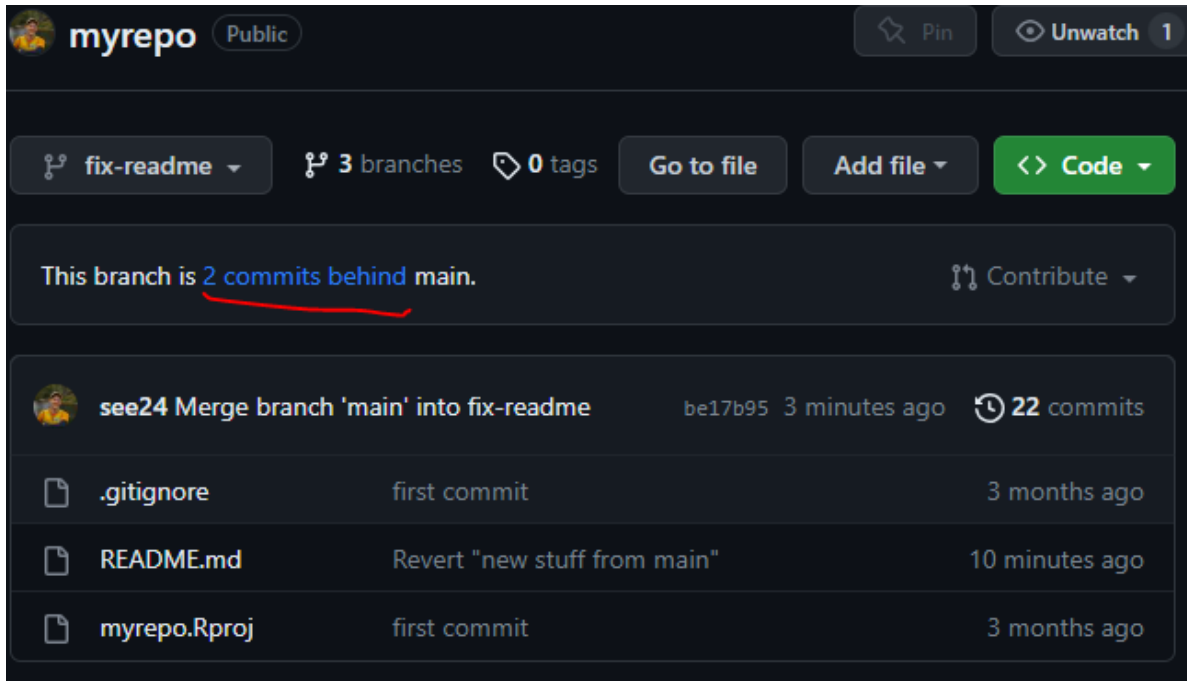 myrepo Public Pin Unwatch 1
fix-readme 3 branches 0 tags Go to file Add file <> Code
This branch is 2 commits behind main. Contribute
see24 Merge branch 'main' into fix-readme be17b95 3 minutes ago 22 commits
.gitignore first commit 3 months ago
README.md Revert "new stuff from main" 10 minutes ago
myrepo.Rproj first commit 3 months ago